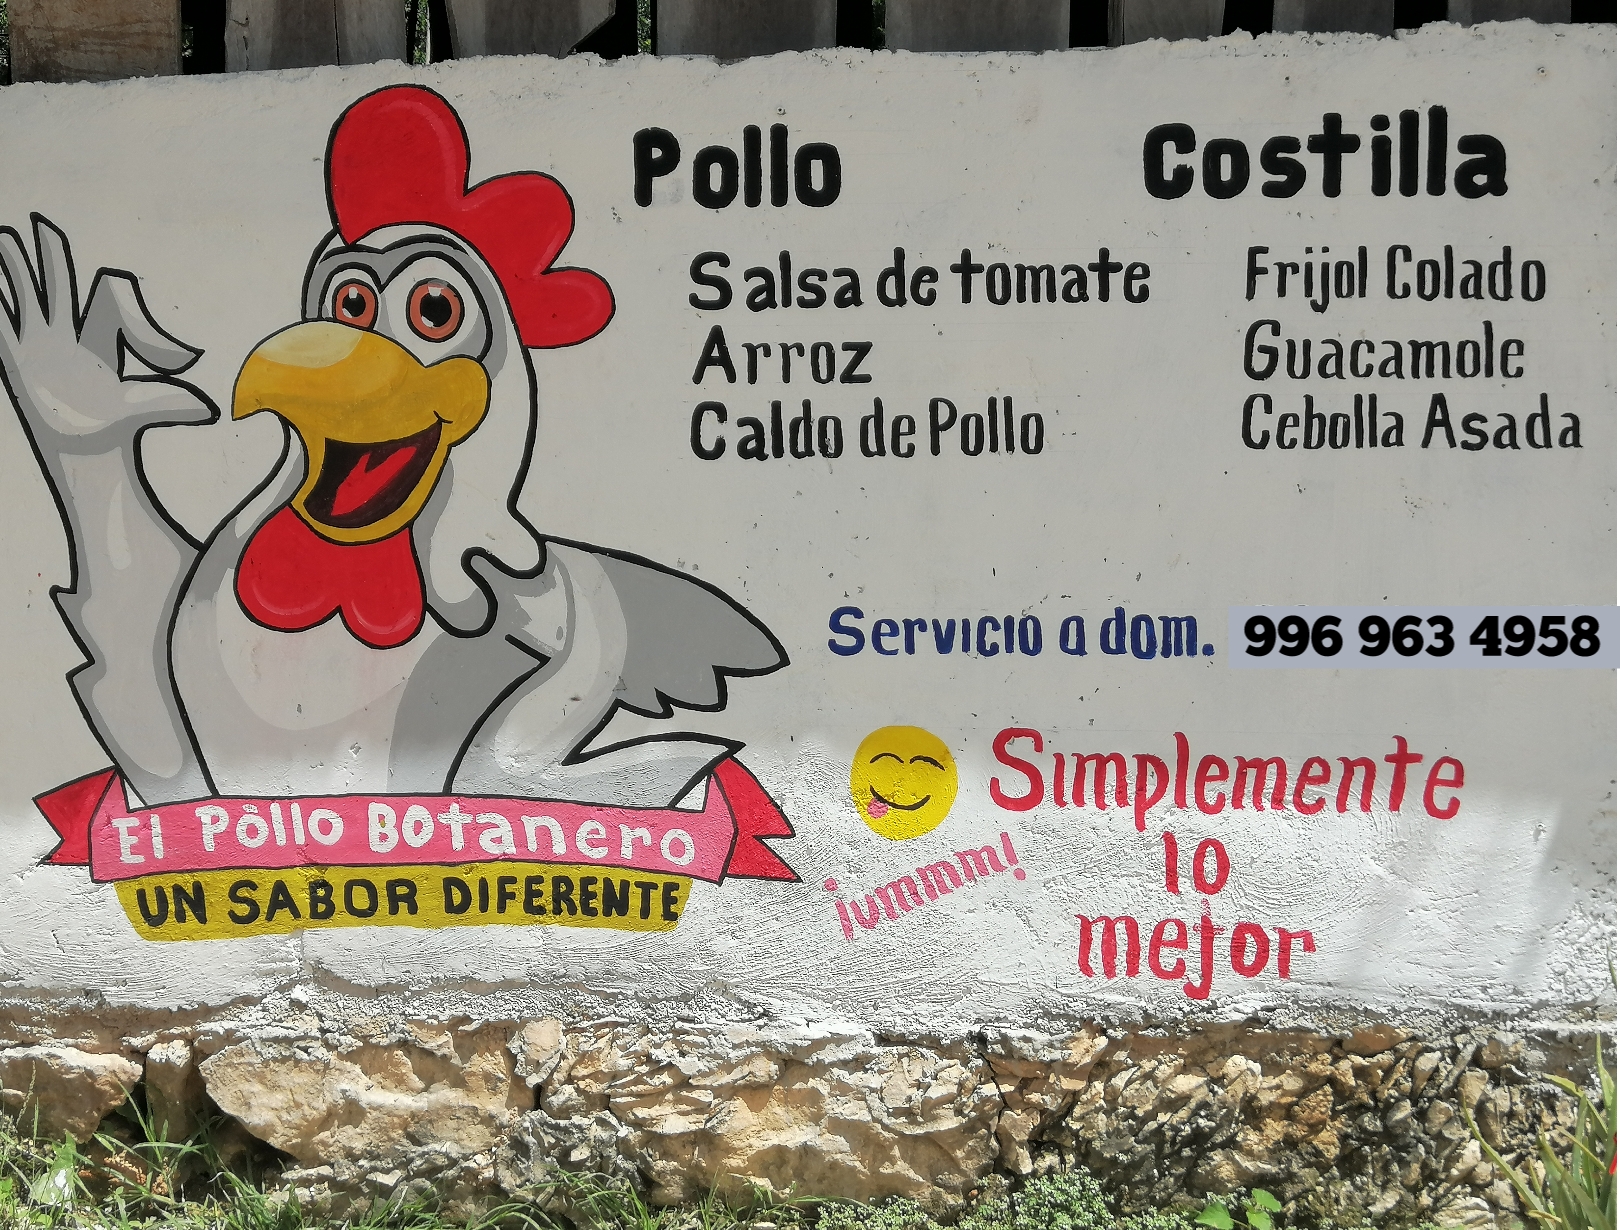 Pollo
Costilla
Salsa de tomate
Frijol Colado
Arroz
Guacamole
Caldo de Pollo
Cebolla Asada
Servicio a dom. 996 963 4958
Simplemente
lo
mejor
¡ummm!
El Pollo Botanero
UN SABOR DIFERENTE